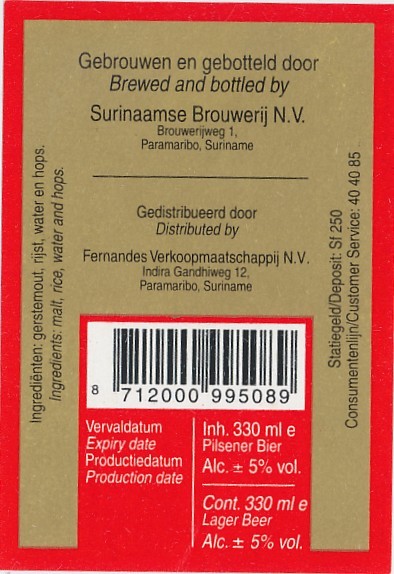 Gebrouwen en gebotteld door
Brewed and bottled by
Surinaamse Brouwerij N.V.
Brouwerijweg 1,
Paramaribo, Suriname
Gedistribueerd door
Distributed by
Fernandes Verkoopmaatschappij N.V.
Indira Gandhiweg 12,
Paramaribo, Suriname
Ingrediënten: gerstemout, rijst, water en hops.
Ingredients: malt, rice, water and hops.
Statiegeld/Deposit: Sf 250
Consumentenlijn/Customer Service: 40 40 85
8 712000 995089
Vervaldatum
Expiry date
Productiedatum
Production date
Inh. 330 ml e
Pilsener Bier
Alc. ± 5% vol.
Cont. 330 ml e
Lager Beer
Alc. ± 5% vol.